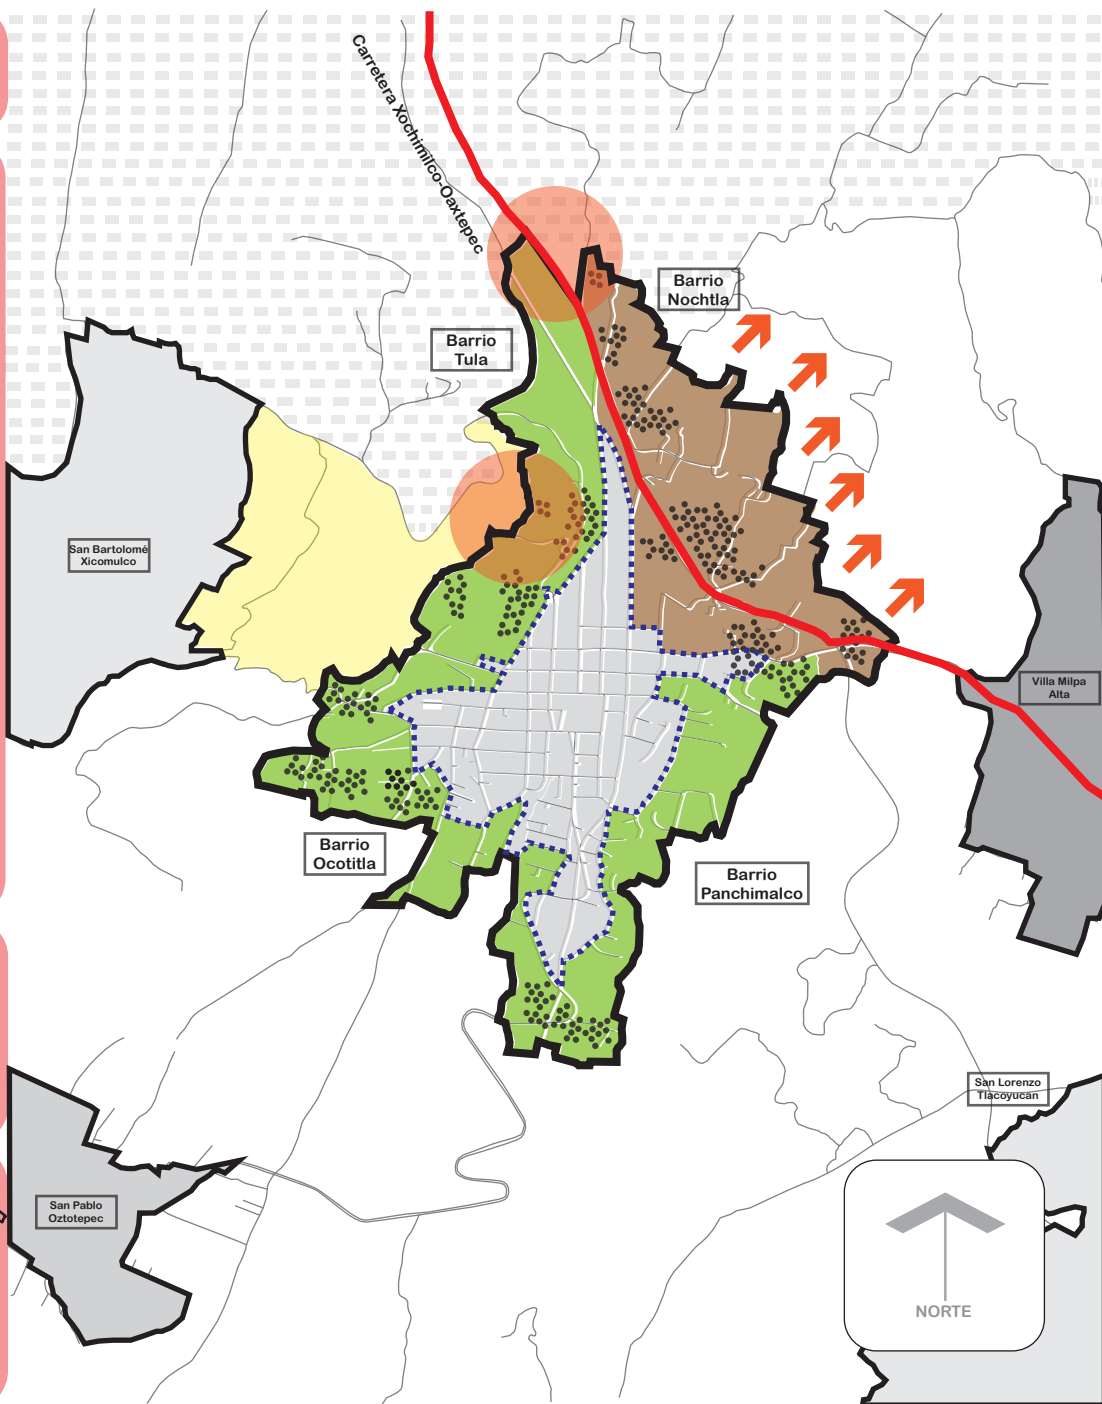 Carretera Xochimilco-Oaxtepec
Barrio
Nochtla
Barrio
Tula
San Bartolomé
Xicomulco
Villa Milpa
Alta
Barrio
Ocotitla
Barrio
Panchimalco
San Lorenzo
Tlacoyucan
San Pablo
Oztotepec
NORTE